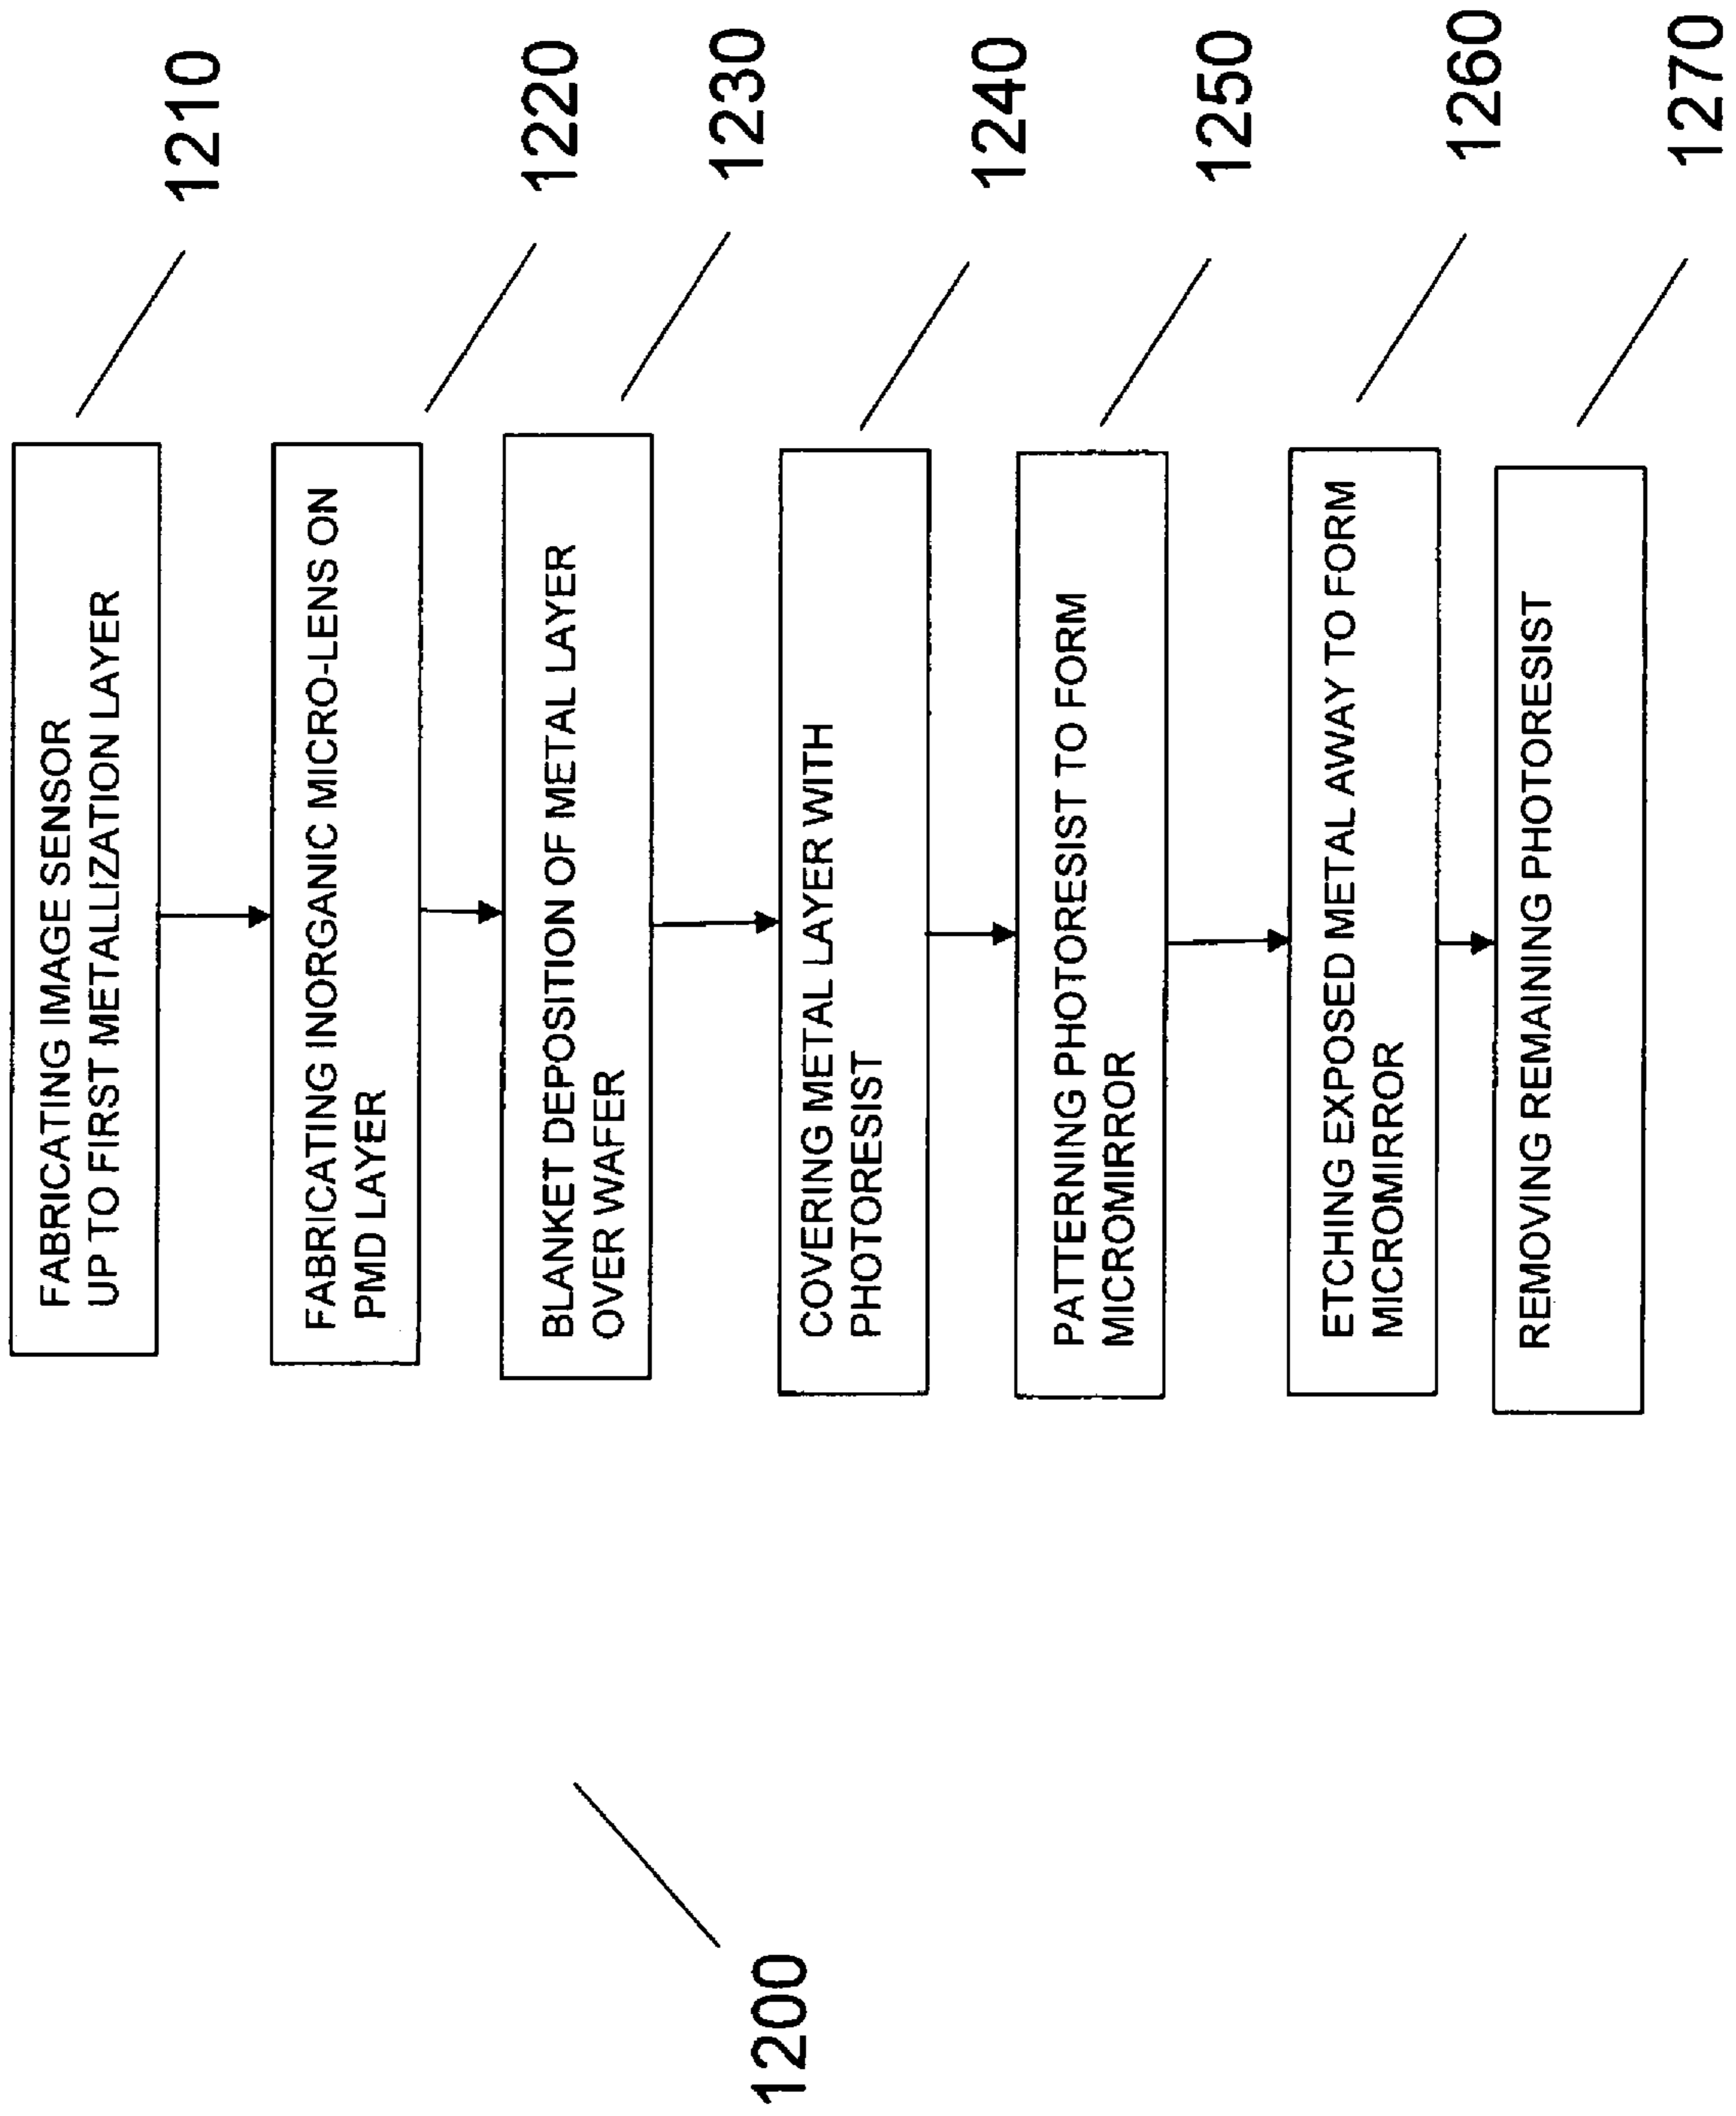 FABRICATING IMAGE SENSOR
UP TO FIRST METALLIZATION LAYER
1210
FABRICATING INORGANIC MICRO-LENS ON
PMD LAYER
1220
BLANKET DEPOSITION OF METAL LAYER
OVER WAFER
1230
COVERING METAL LAYER WITH
PHOTORESIST
1240
PATTERNING PHOTORESIST TO FORM
MICROMIRROR
1250
ETCHING EXPOSED METAL AWAY TO FORM
MICROMIRROR
1260
REMOVING REMAINING PHOTORESIST
1270
1200